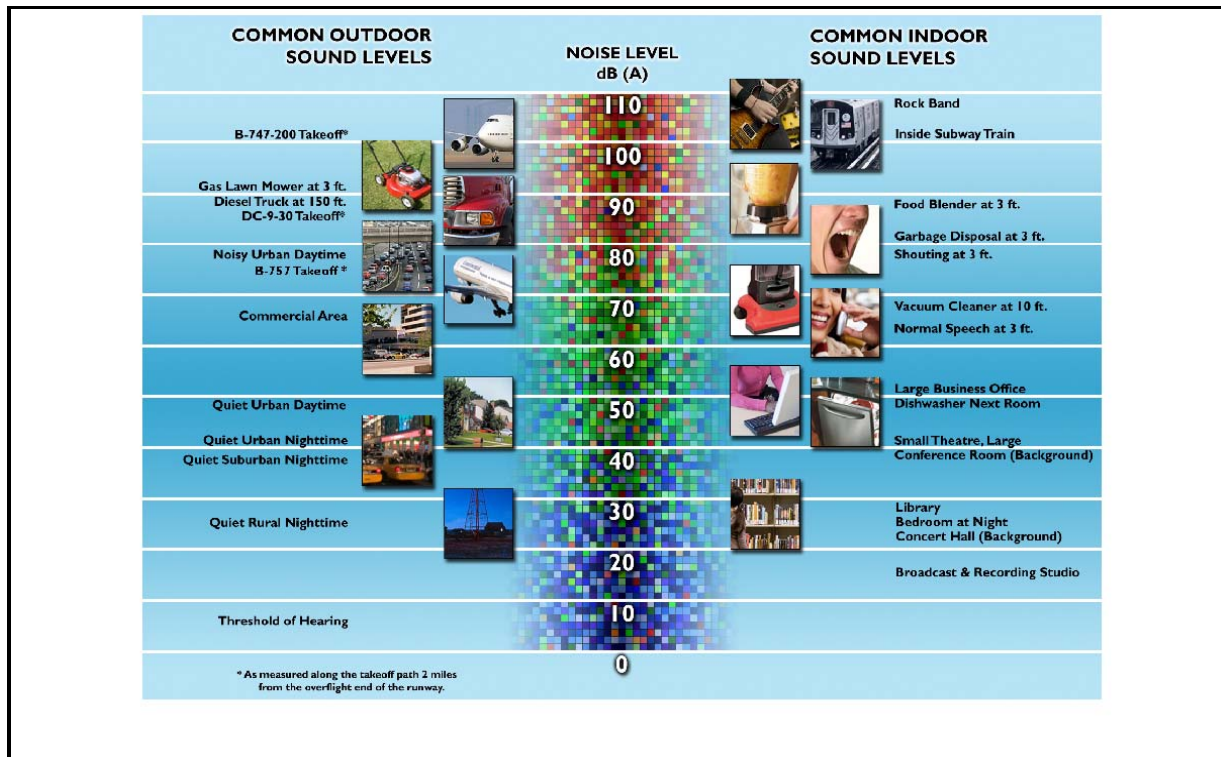 COMMON OUTDOOR
SOUND LEVELS
NOISE LEVEL
dB (A)
COMMON INDOOR
SOUND LEVELS
110
Rock Band
B-747-200 Takeoff*
Inside Subway Train
100
Gas Lawn Mower at 3 ft.
Diesel Truck at 150 ft.
DC-9-30 Takeoff*
90
Food Blender at 3 ft.
Garbage Disposal at 3 ft.
Noisy Urban Daytime
B-757 Takeoff *
80
Shouting at 3 ft.
70
Commercial Area
Vacuum Cleaner at 10 ft.
Normal Speech at 3 ft.
60
Large Business Office
Quiet Urban Daytime
50
Dishwasher Next Room
Quiet Urban Nighttime
Small Theatre, Large
Conference Room (Background)
Quiet Suburban Nighttime
40
30
Library
Quiet Rural Nighttime
Bedroom at Night
Concert Hall (Background)
20
Broadcast & Recording Studio
10
Threshold of Hearing
0
* As measured along the takeoff path 2 miles
from the overflight end of the runway.